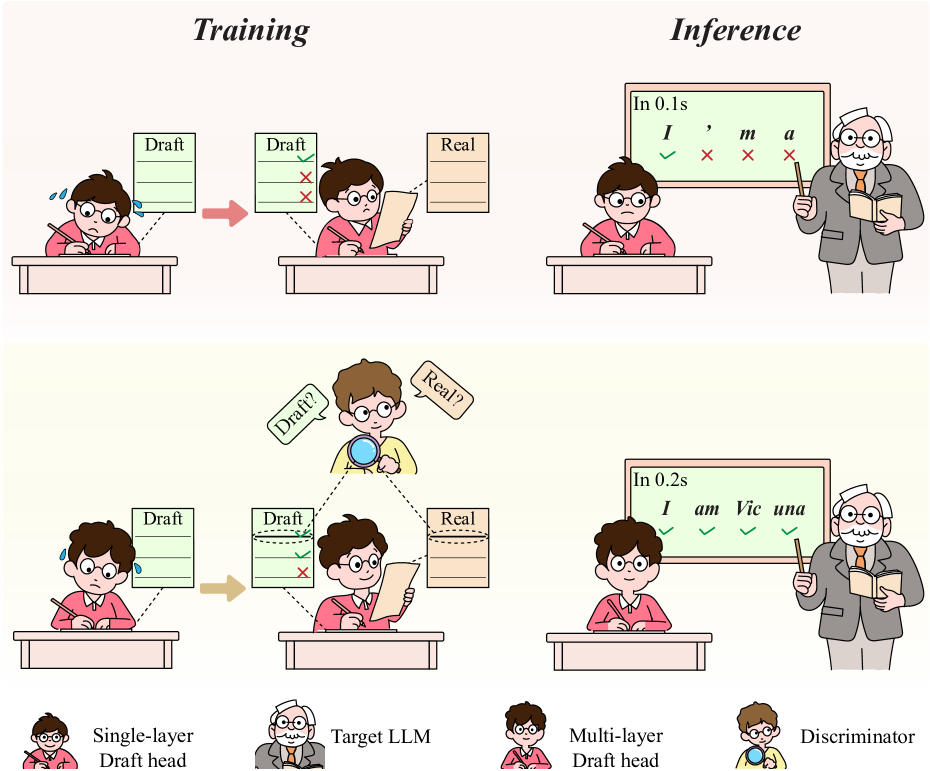 Training
Inference
Draft
Draft
Real
In 0.1s
I ’ m a
Draft?
Real?
Draft
Draft
Real
In 0.2s
I am Vic una
Single-layer
Draft head
Target LLM
Multi-layer
Draft head
Discriminator